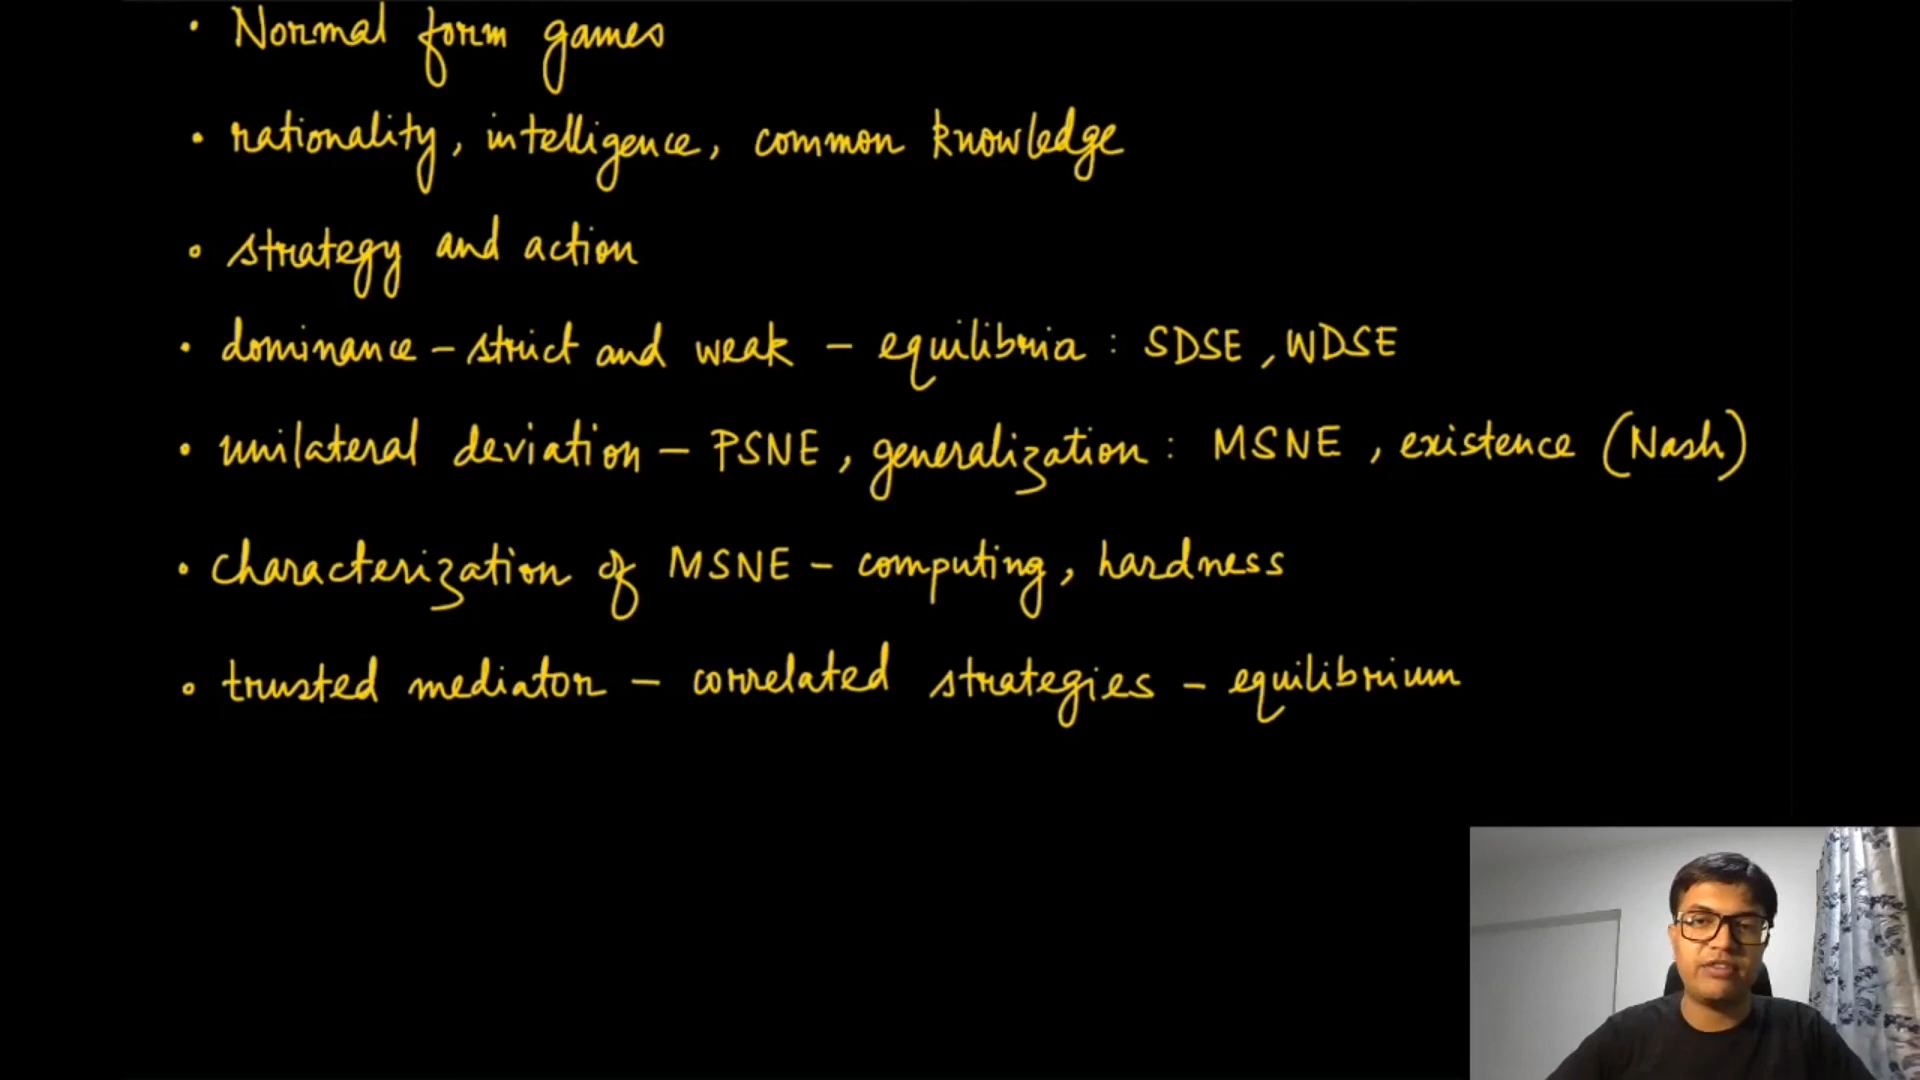 • Normal form games
• rationality, intelligence, common knowledge
• strategy and action
• dominance – strict and weak – equilibria : SDSE, WDSE
• unilateral deviation – PSNE, generalization : MSNE, existence (Nash)
• characterization of MSNE – computing, hardness
• trusted mediator – correlated strategies – equilibrium